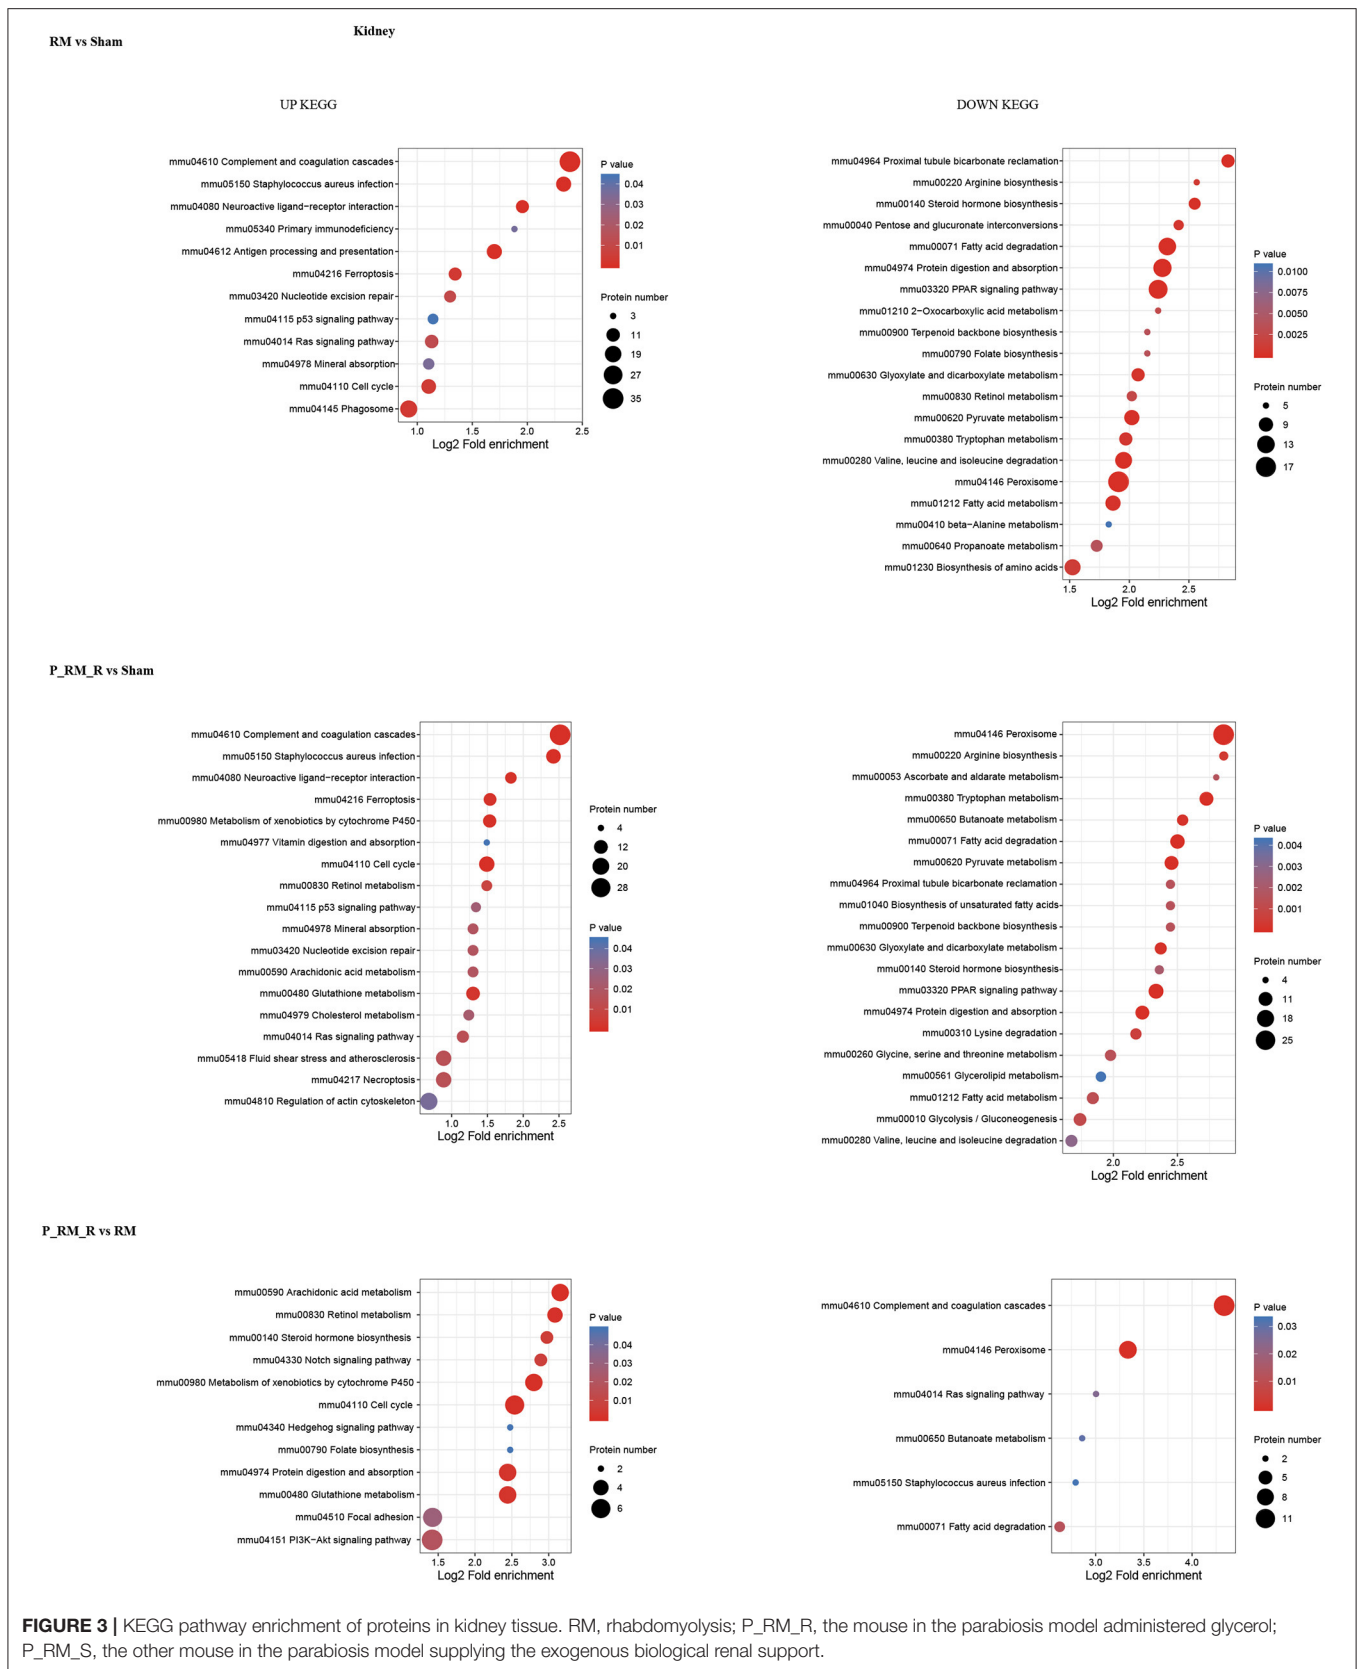 Kidney
RM vs Sham
UP KEGG
DOWN KEGG
mmu04610 Complement and coagulation cascades
mmu05150 Staphylococcus aureus infection
mmu04080 Neuroactive ligand-receptor interaction
mmu05340 Primary immunodeficiency
mmu04612 Antigen processing and presentation
mmu04216 Ferroptosis
mmu03420 Nucleotide excision repair
mmu04115 p53 signaling pathway
mmu04014 Ras signaling pathway
mmu04978 Mineral absorption
mmu04110 Cell cycle
mmu04145 Phagosome
1.0 1.5 2.0 2.5
Log2 Fold enrichment
P value
0.04
0.03
0.02
0.01
Protein number
3
11
19
27
35
mmu04964 Proximal tubule bicarbonate reclamation
mmu00220 Arginine biosynthesis
mmu00140 Steroid hormone biosynthesis
mmu00040 Pentose and glucuronate interconversions
mmu00071 Fatty acid degradation
mmu04974 Protein digestion and absorption
mmu03320 PPAR signaling pathway
mmu01210 2-Oxocarboxylic acid metabolism
mmu00900 Terpenoid backbone biosynthesis
mmu00790 Folate biosynthesis
mmu00630 Glyoxylate and dicarboxylate metabolism
mmu00830 Retinol metabolism
mmu00620 Pyruvate metabolism
mmu00380 Tryptophan metabolism
mmu00280 Valine, leucine and isoleucine degradation
mmu04146 Peroxisome
mmu01212 Fatty acid metabolism
mmu00410 beta-Alanine metabolism
mmu00640 Propanoate metabolism
mmu01230 Biosynthesis of amino acids
1.5 2.0 2.5
Log2 Fold enrichment
P value
0.0100
0.0075
0.0050
0.0025
Protein number
5
9
13
17
P_RM_R vs Sham
mmu04610 Complement and coagulation cascades
mmu05150 Staphylococcus aureus infection
mmu04080 Neuroactive ligand-receptor interaction
mmu04216 Ferroptosis
mmu00980 Metabolism of xenobiotics by cytochrome P450
mmu04977 Vitamin digestion and absorption
mmu04110 Cell cycle
mmu00830 Retinol metabolism
mmu04115 p53 signaling pathway
mmu04978 Mineral absorption
mmu03420 Nucleotide excision repair
mmu00590 Arachidonic acid metabolism
mmu00480 Glutathione metabolism
mmu04979 Cholesterol metabolism
mmu04014 Ras signaling pathway
mmu05418 Fluid shear stress and atherosclerosis
mmu04217 Necroptosis
mmu04810 Regulation of actin cytoskeleton
1.0 1.5 2.0 2.5
Log2 Fold enrichment
Protein number
4
12
20
28
P value
0.04
0.03
0.02
0.01
mmu04146 Peroxisome
mmu00220 Arginine biosynthesis
mmu00053 Ascorbate and aldarate metabolism
mmu00380 Tryptophan metabolism
mmu00650 Butanoate metabolism
mmu00071 Fatty acid degradation
mmu00620 Pyruvate metabolism
mmu04964 Proximal tubule bicarbonate reclamation
mmu01040 Biosynthesis of unsaturated fatty acids
mmu00900 Terpenoid backbone biosynthesis
mmu00630 Glyoxylate and dicarboxylate metabolism
mmu00140 Steroid hormone biosynthesis
mmu03320 PPAR signaling pathway
mmu04974 Protein digestion and absorption
mmu00310 Lysine degradation
mmu00260 Glycine, serine and threonine metabolism
mmu00561 Glycerolipid metabolism
mmu01212 Fatty acid metabolism
mmu00010 Glycolysis / Gluconeogenesis
mmu00280 Valine, leucine and isoleucine degradation
2.0 2.5
Log2 Fold enrichment
P value
0.004
0.003
0.002
0.001
Protein number
4
11
18
25
P_RM_R vs RM
mmu00590 Arachidonic acid metabolism
mmu00830 Retinol metabolism
mmu00140 Steroid hormone biosynthesis
mmu04330 Notch signaling pathway
mmu00980 Metabolism of xenobiotics by cytochrome P450
mmu04110 Cell cycle
mmu04340 Hedgehog signaling pathway
mmu00790 Folate biosynthesis
mmu04974 Protein digestion and absorption
mmu00480 Glutathione metabolism
mmu04510 Focal adhesion
mmu04151 PI3K-Akt signaling pathway
1.5 2.0 2.5 3.0
Log2 Fold enrichment
P value
0.04
0.03
0.02
0.01
Protein number
2
4
6
mmu04610 Complement and coagulation cascades
mmu04146 Peroxisome
mmu04014 Ras signaling pathway
mmu00650 Butanoate metabolism
mmu05150 Staphylococcus aureus infection
mmu00071 Fatty acid degradation
3.0 3.5 4.0
Log2 Fold enrichment
P value
0.03
0.02
0.01
Protein number
2
5
8
11
FIGURE 3 | KEGG pathway enrichment of proteins in kidney tissue. RM, rhabdomyolysis; P_RM_R, the mouse in the parabiosis model administered glycerol;
P_RM_S, the other mouse in the parabiosis model supplying the exogenous biological renal support.